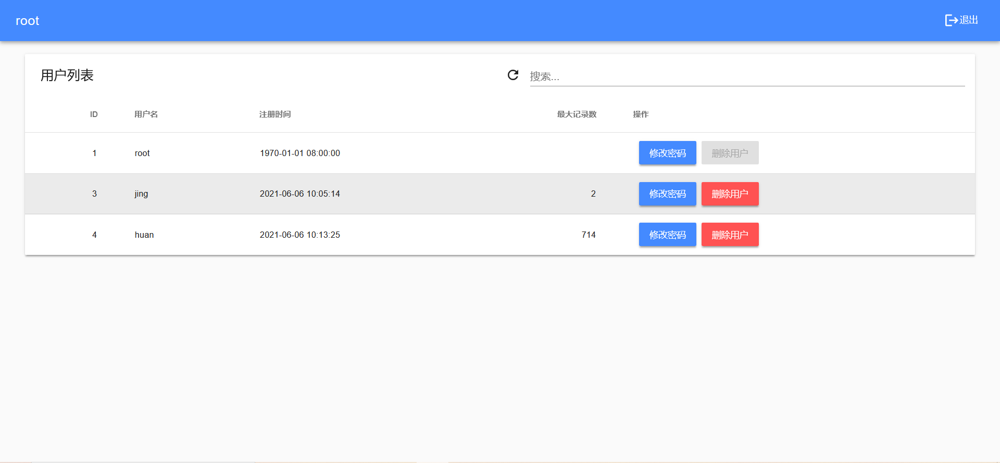 root
退出
用户列表
搜索...
ID 用户名 注册时间 最大记录数 操作
1 root 1970-01-01 08:00:00 修改密码 删除用户
3 jing 2021-06-06 10:05:14 2 修改密码 删除用户
4 huan 2021-06-06 10:13:25 714 修改密码 删除用户